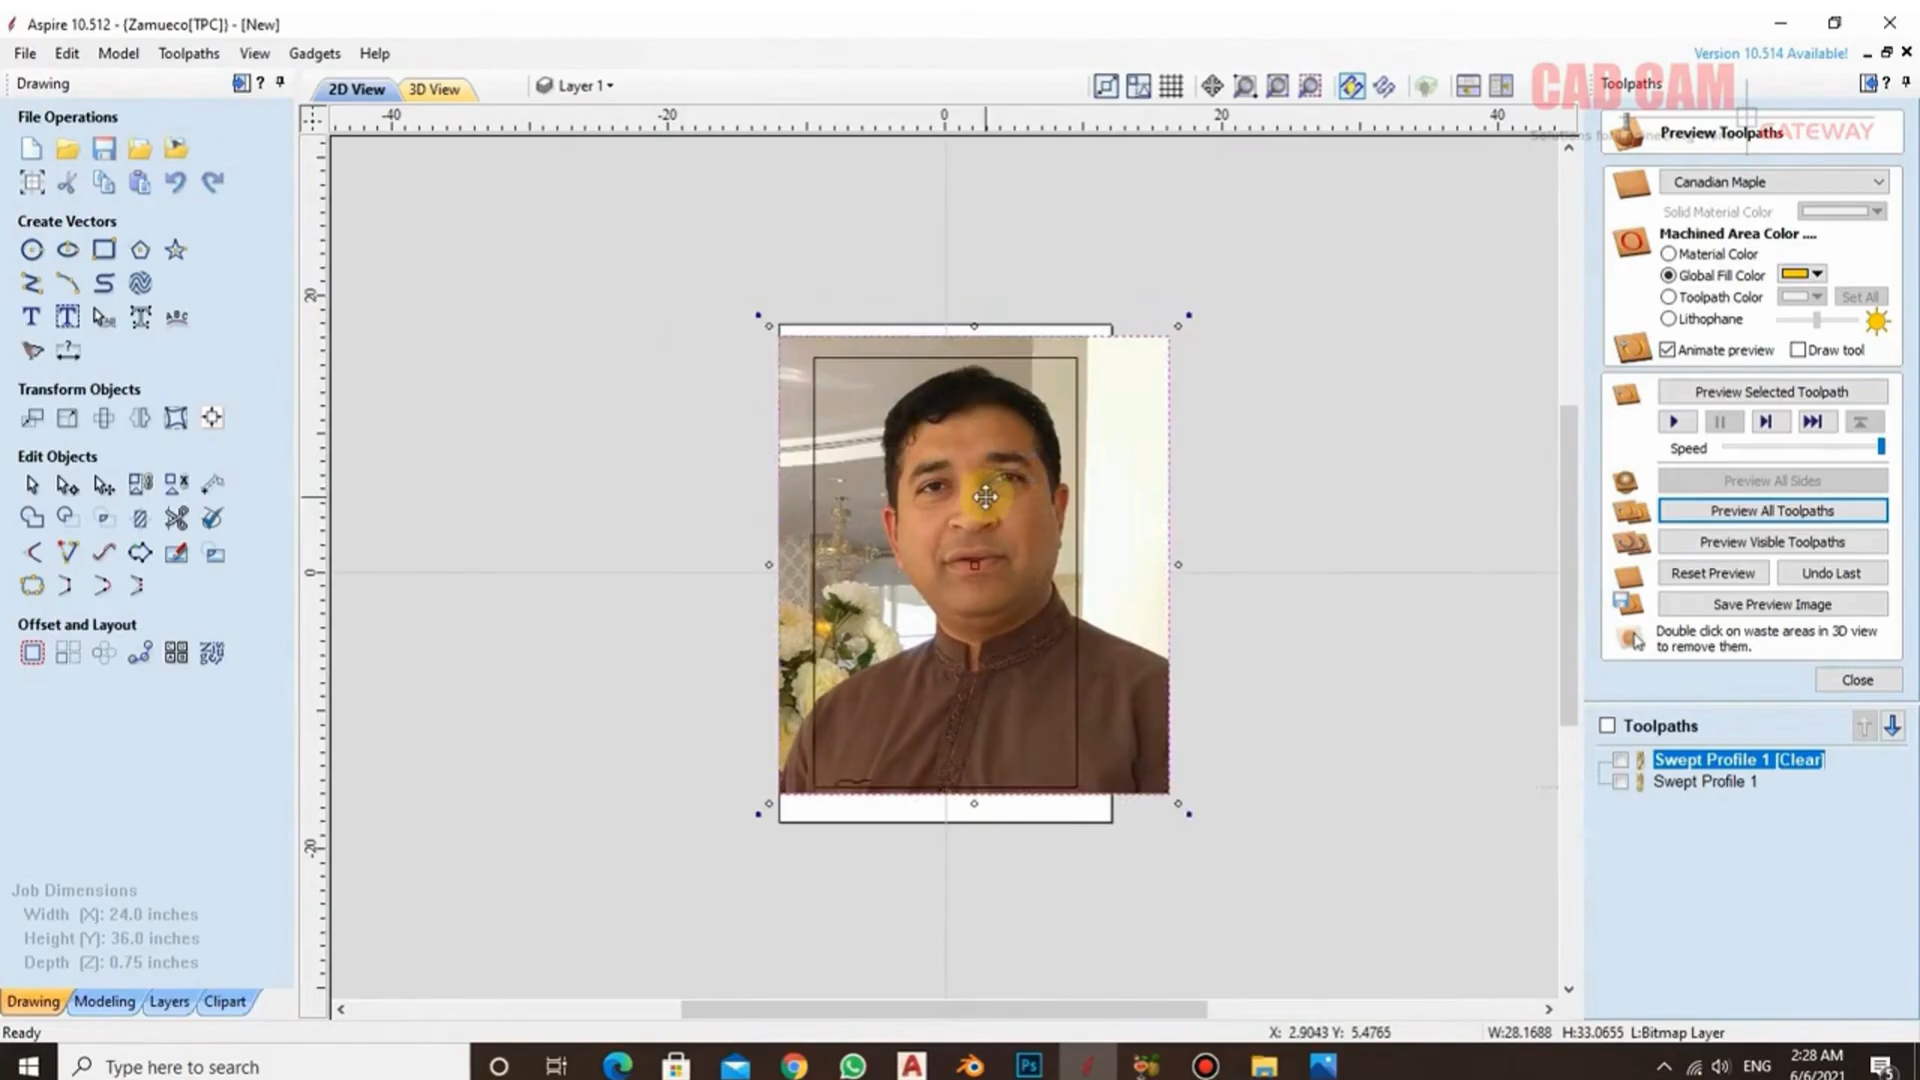 Aspire 10.512 - {Zamueco[TPC]} - [New]
File Edit Model Toolpaths View Gadgets Help
Version 10.514 Available!
Drawing
2D View
3D View
Layer 1
CAD CAM
GATEWAY
Toolpaths
File Operations
Create Vectors
Transform Objects
Edit Objects
Offset and Layout
Job Dimensions
Width (X): 24.0 inches
Height (Y): 36.0 inches
Depth (Z): 0.75 inches
Drawing Modeling Layers Clipart
Ready
-40 -20 0 20 40
20
0
-20
Preview Toolpaths
Canadian Maple
Solid Material Color
Machined Area Color ....
Material Color
Global Fill Color
Toolpath Color Set All
Lithophane
Animate preview Draw tool
Preview Selected Toolpath
Speed
Preview All Sides
Preview All Toolpaths
Preview Visible Toolpaths
Reset Preview Undo Last
Save Preview Image
Double click on waste areas in 3D view
to remove them.
Close
Toolpaths
Swept Profile 1 [Clear]
Swept Profile 1
X: 2.9043 Y: 5.4765
W:28.1688 H:33.0655 L:Bitmap Layer
Type here to search
ENG
2:28 AM
6/6/2021